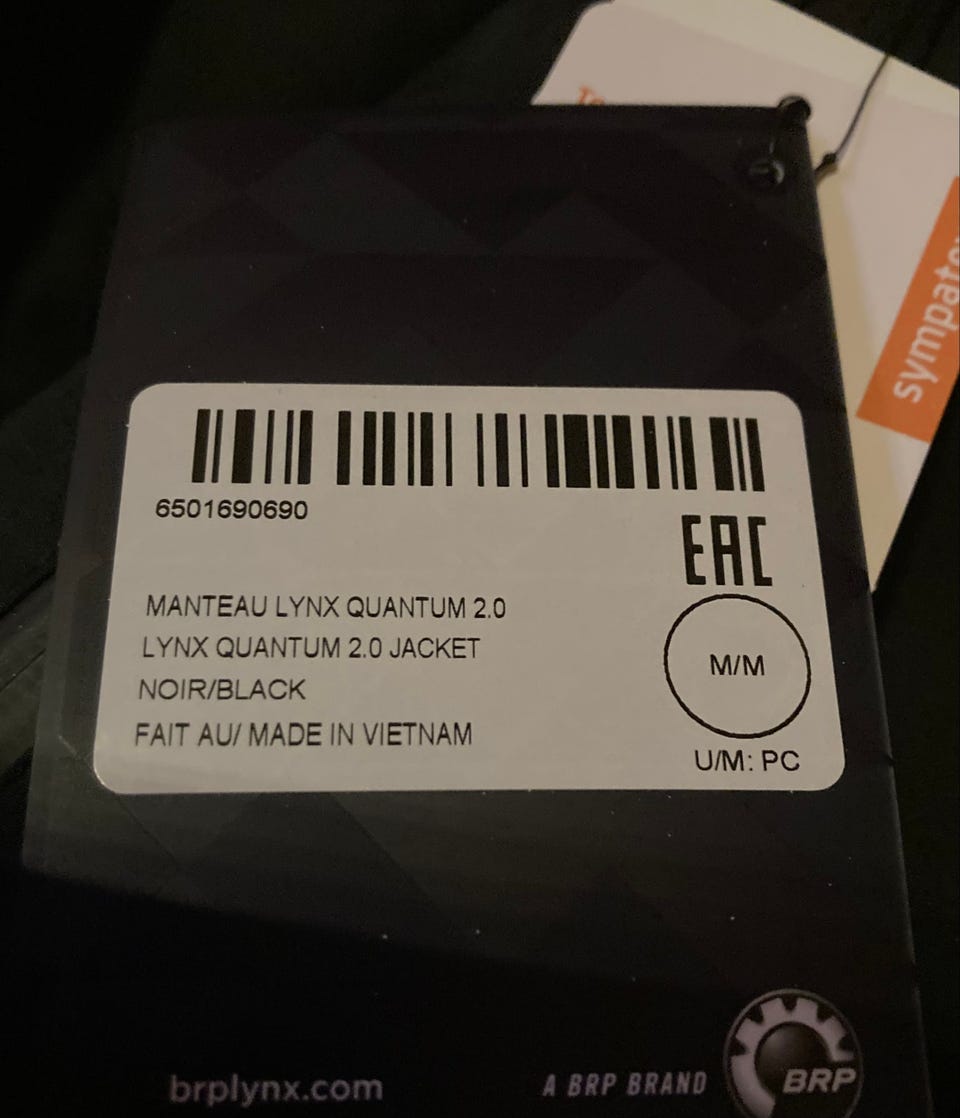 6501690690
EAC
MANTEAU LYNX QUANTUM 2.0
LYNX QUANTUM 2.0 JACKET
NOIR/BLACK
M/M
FAIT AU/ MADE IN VIETNAM
U/M: PC
brplynx.com
A BRP BRAND
BRP